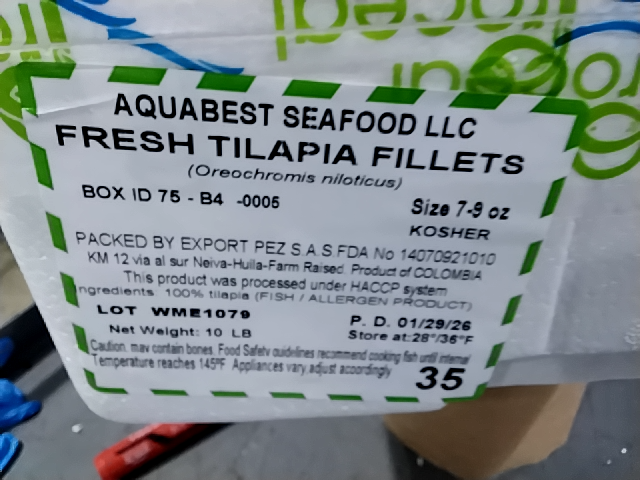 AQUABEST SEAFOOD LLC
FRESH TILAPIA FILLETS
(Oreochromis niloticus)
BOX ID 75 - B4 -0005
Size 7-9 oz
KOSHER
PACKED BY EXPORT PEZ S.A.S.FDA No 14070921010
KM 12 via al sur Neiva-Huila-Farm Raised. Product of COLOMBIA
This product was processed under HACCP system
ngredients: 100% tilapia (FISH / ALLERGEN PRODUCT)
LOT WME1079
P. D. 01/29/26
Net Weight: 10 LB
Store at:28°/36°F
Caution. may contain bones. Food Safety guidelines recommend cooking fish until internal
Temperature reaches 145°F. Appliances vary, adjust accordingly
35